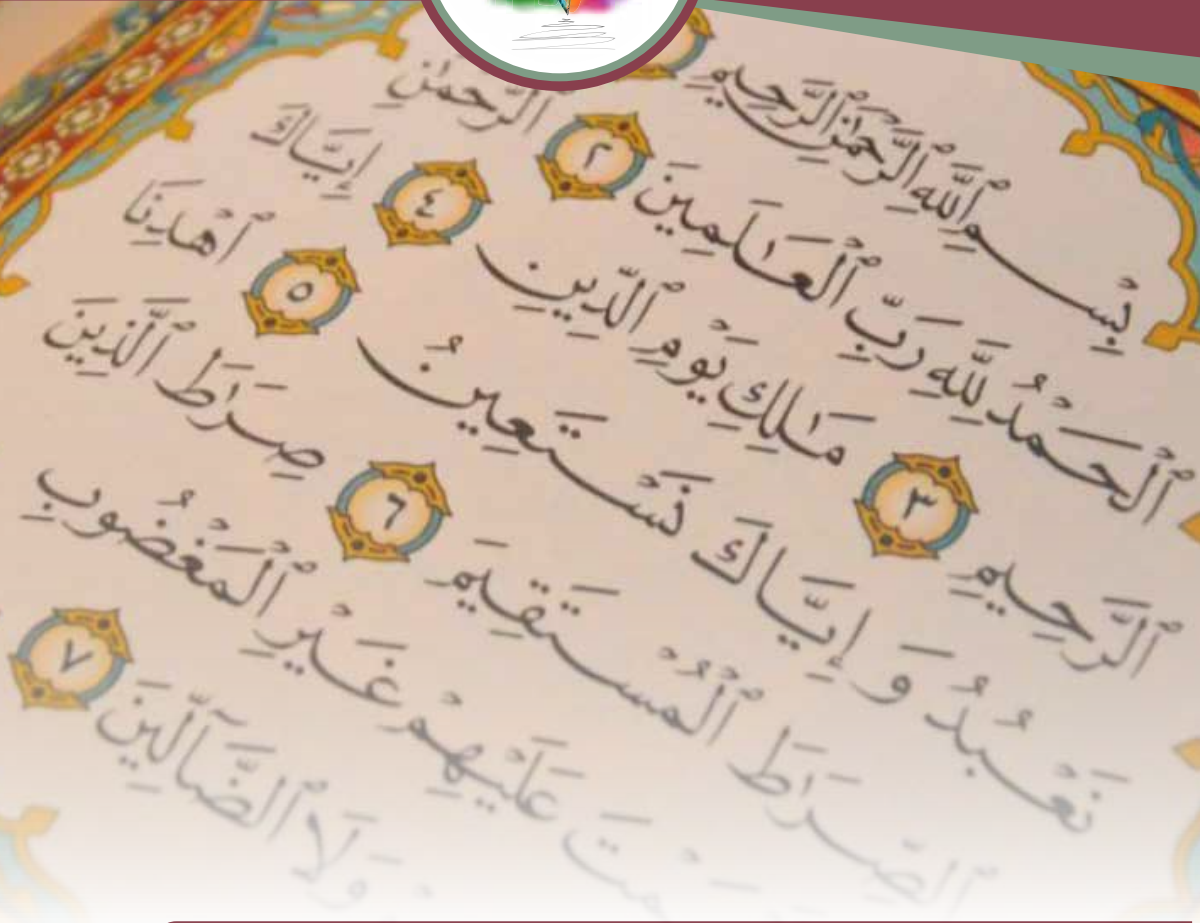 بِسْمِ ٱللَّهِ ٱلرَّحْمَٰنِ ٱلرَّحِيمِ
ٱلْحَمْدُ لِلَّهِ رَبِّ ٱلْعَٰلَمِينَ ٢ ٱلرَّحْمَٰنِ
ٱلرَّحِيمِ ٣ مَٰلِكِ يَوْمِ ٱلدِّينِ ٤ إِيَّاكَ
نَعْبُدُ وَإِيَّاكَ نَسْتَعِينُ ٥ ٱهْدِنَا
ٱلصِّرَٰطَ ٱلْمُسْتَقِيمَ ٦ صِرَٰطَ ٱلَّذِينَ
عَلَيْهِمْ غَيْرِ ٱلْمَغْضُوبِ
وَلَا ٱلضَّآلِّينَ ٧